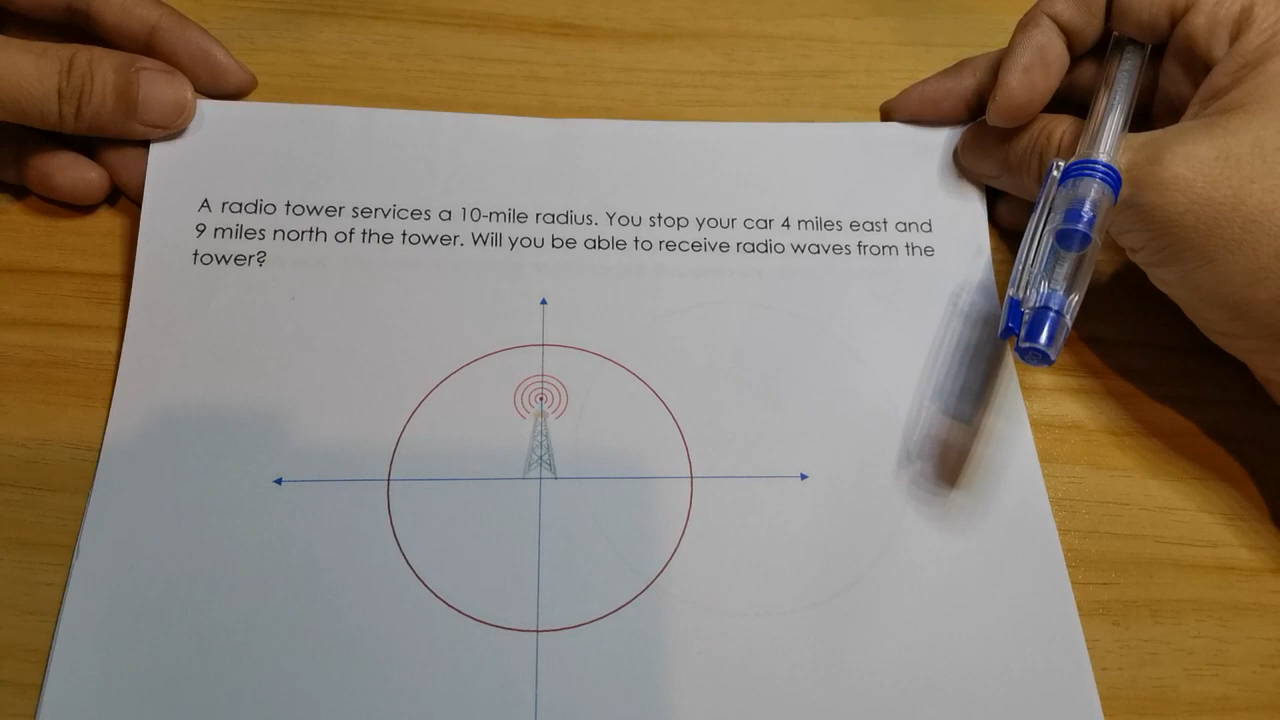 A radio tower services a 10-mile radius. You stop your car 4 miles east and
9 miles north of the tower. Will you be able to receive radio waves from the
tower?